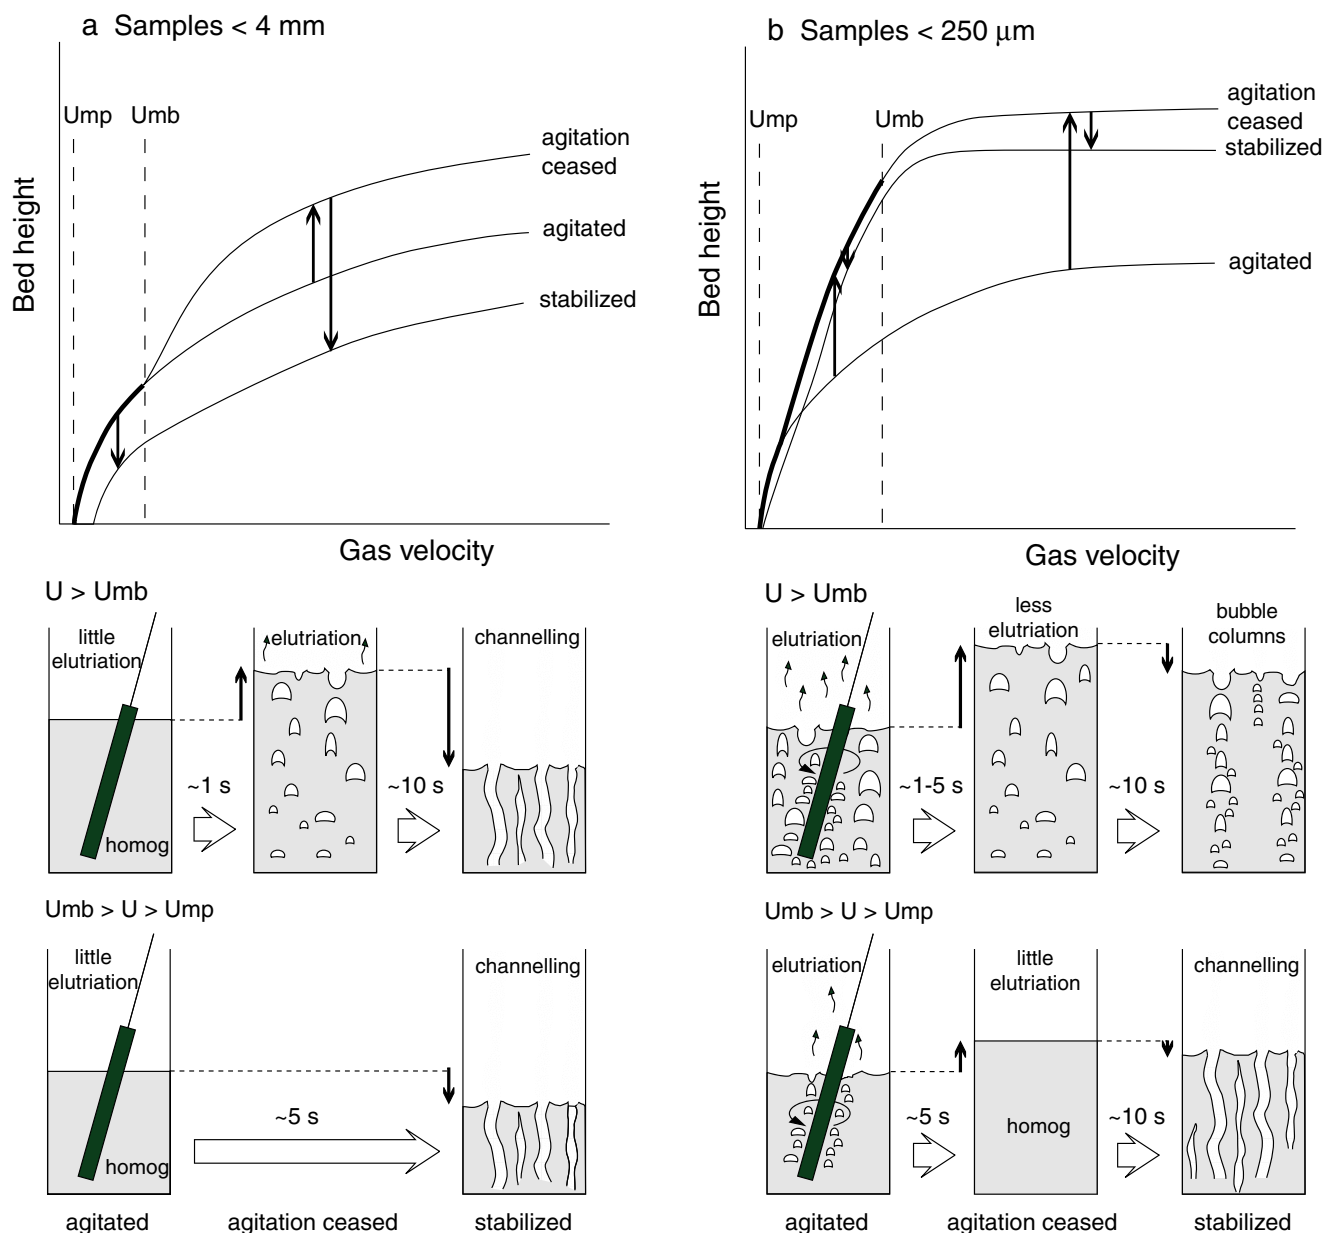 a Samples < 4 mm
Ump
Umb
agitation
ceased
agitated
stabilized
Bed height
Gas velocity
b Samples < 250 µm
Ump
Umb
agitation
ceased
stabilized
agitated
Bed height
Gas velocity
U > Umb
little
elutriation
homog
~1 s
elutriation
~10 s
channelling
Umb > U > Ump
little
elutriation
homog
~5 s
channelling
agitated
agitation ceased
stabilized
U > Umb
elutriation
~1-5 s
less
elutriation
~10 s
bubble
columns
Umb > U > Ump
elutriation
~5 s
little
elutriation
homog
~10 s
channelling
agitated
agitation ceased
stabilized